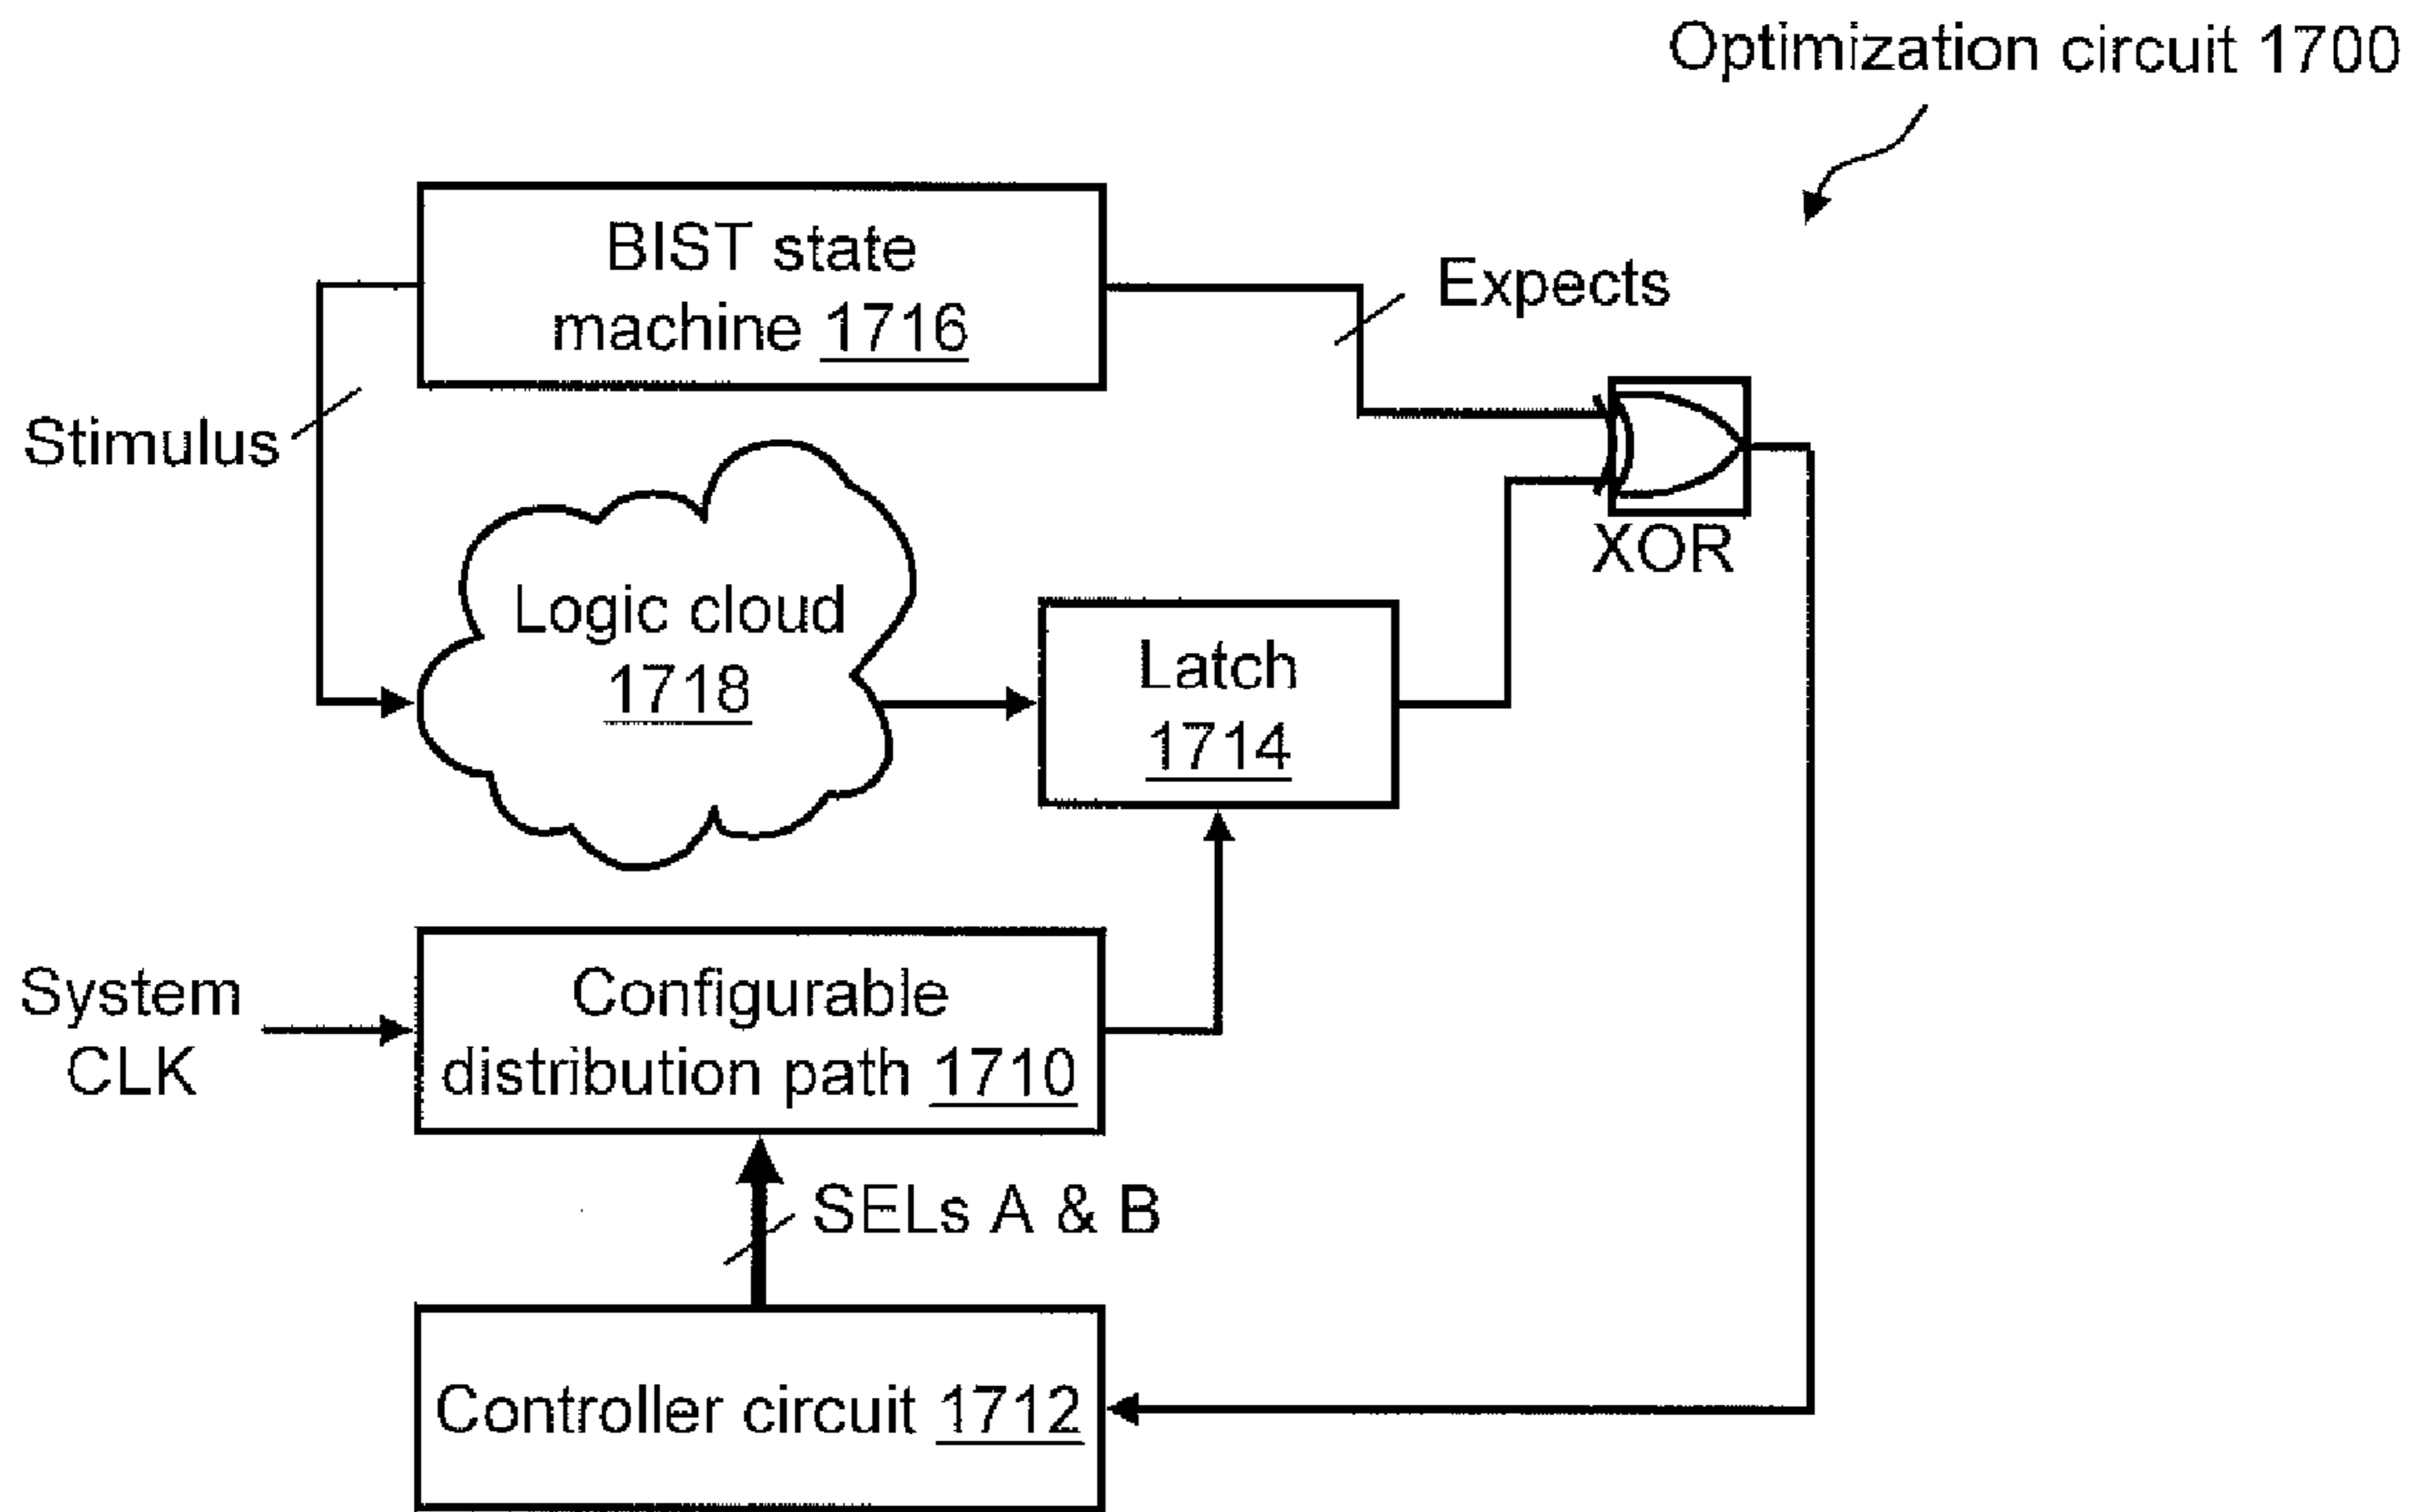 Optimization circuit 1700
BIST state
machine 1716
Expects
Stimulus
XOR
Logic cloud
1718
Latch
1714
System
CLK
Configurable
distribution path 1710
SELs A & B
Controller circuit 1712